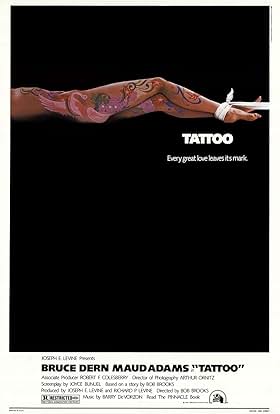 TATTOO
Every great love leaves its mark.
JOSEPH E. LEVINE Presents
BRUCE DERN MAUD ADAMS in "TATTOO"
Associate Producer ROBERT F. COLESBERRY Director of Photography ARTHUR ORNITZ
Screenplay by JOYCE BUÑUEL Based on a story by BOB BROOKS
Produced by JOSEPH E. LEVINE and RICHARD P. LEVINE Directed by BOB BROOKS
R RESTRICTED Music by BARRY DeVORZON Read the PINNACLE Book